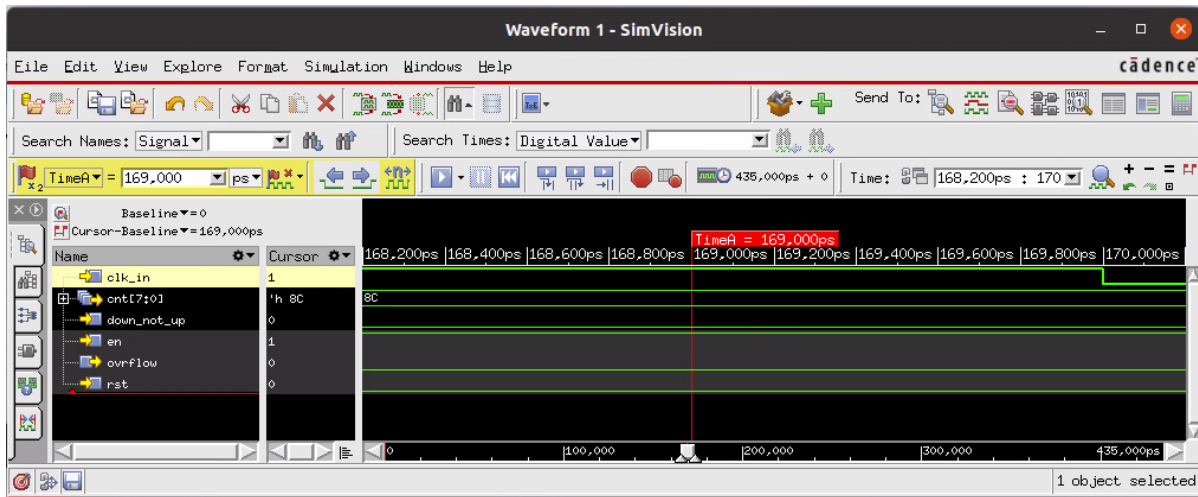 Waveform 1 - SimVision
File Edit View Explore Format Simulation Windows Help
cādence
Send To:
Search Names: Signal Search Times: Digital Value
x2 TimeA = 169,000 ps 435,000ps + 0 Time: 168,200ps : 170
Baseline = 0
Cursor-Baseline = 169,000ps
TimeA = 169,000ps
Name Cursor 168,200ps 168,400ps 168,600ps 168,800ps 169,000ps 169,200ps 169,400ps 169,600ps 169,800ps 170,000ps
clk_in 1
cnt[7:0] 'h 8C 8C
down_not_up 0
en 1
ovrflow 0
rst 0
0 100,000 200,000 300,000 435,000ps
1 object selected